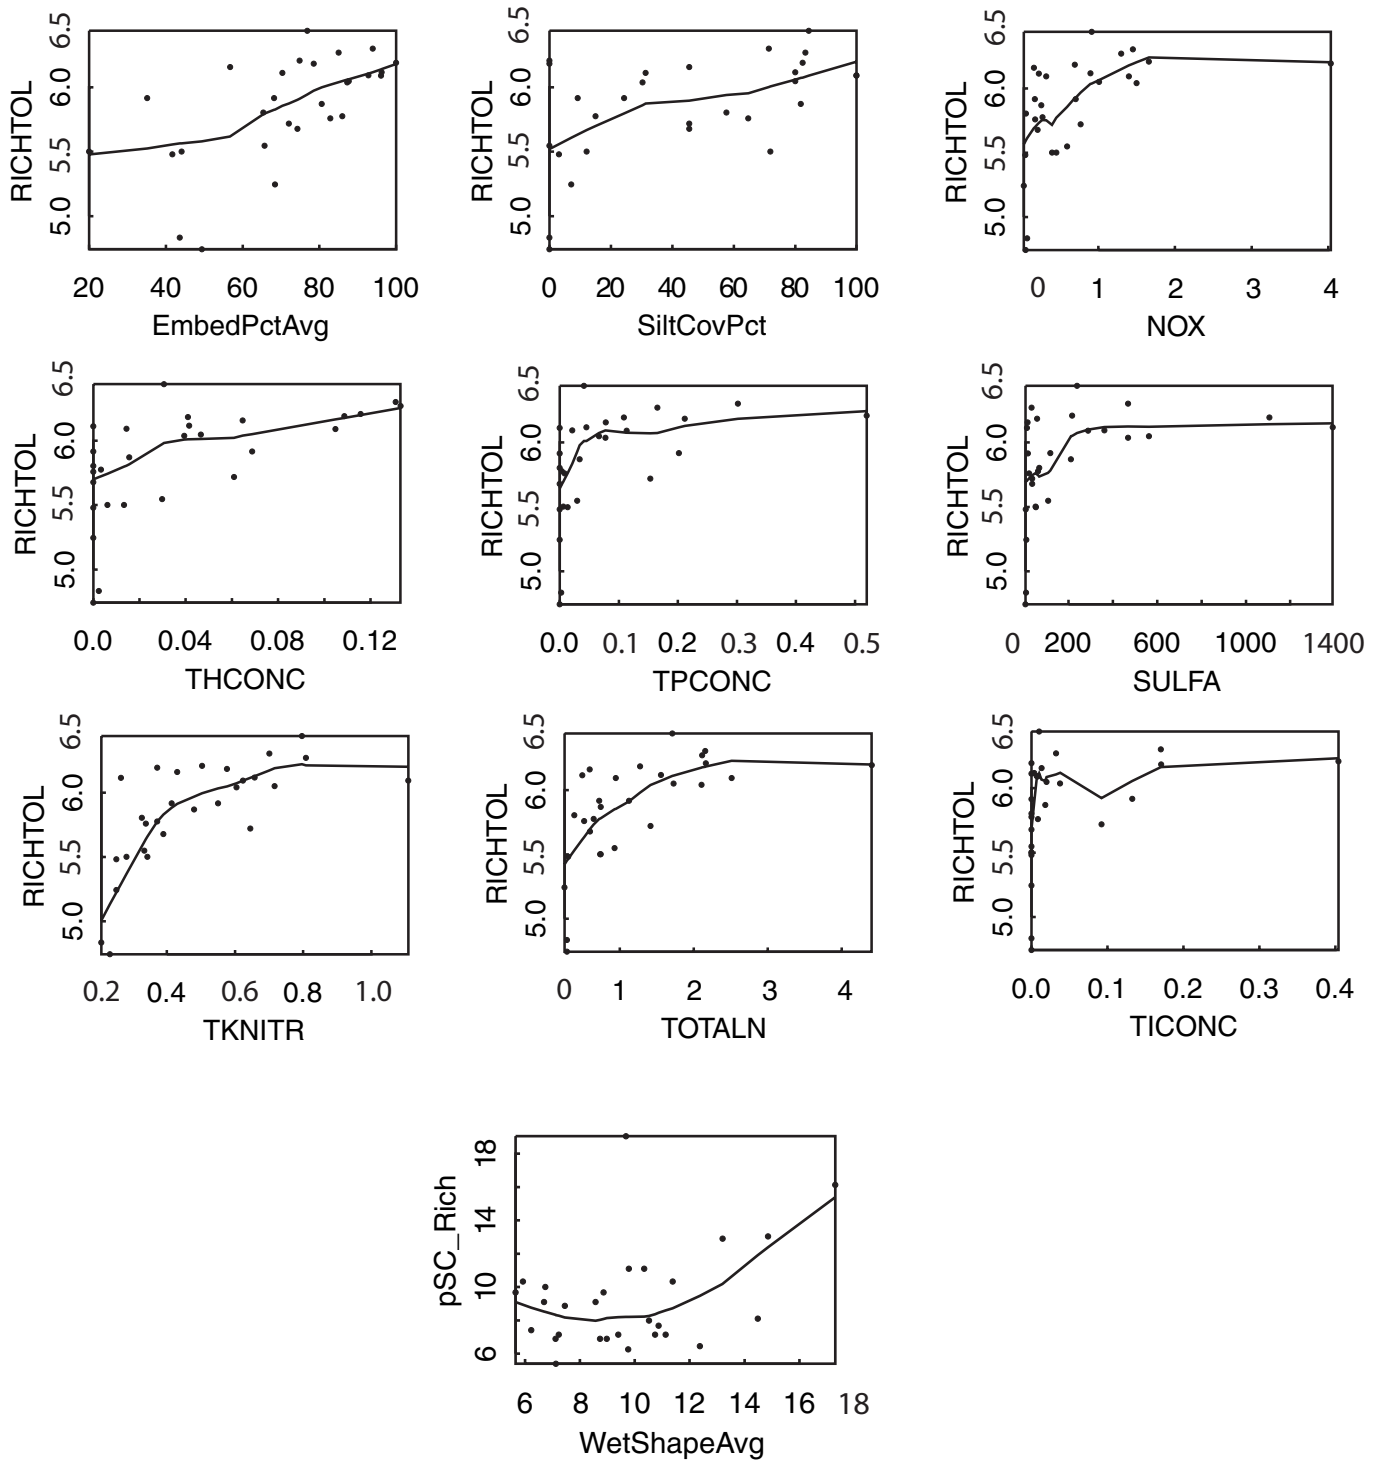 RICHTOL
5.0 5.5 6.0 6.5
20 40 60 80 100
EmbedPctAvg
RICHTOL
5.0 5.5 6.0 6.5
0 20 40 60 80 100
SiltCovPct
RICHTOL
5.0 5.5 6.0 6.5
0 1 2 3 4
NOX
RICHTOL
5.0 5.5 6.0 6.5
0.0 0.04 0.08 0.12
THCONC
RICHTOL
5.0 5.5 6.0 6.5
0.0 0.1 0.2 0.3 0.4 0.5
TPCONC
RICHTOL
5.0 5.5 6.0 6.5
0 200 600 1000 1400
SULFA
RICHTOL
5.0 5.5 6.0 6.5
0.2 0.4 0.6 0.8 1.0
TKNITR
RICHTOL
5.0 5.5 6.0 6.5
0 1 2 3 4
TOTALN
RICHTOL
5.0 5.5 6.0 6.5
0.0 0.1 0.2 0.3 0.4
TICONC
pSC_Rich
6 10 14 18
6 8 10 12 14 16 18
WetShapeAvg